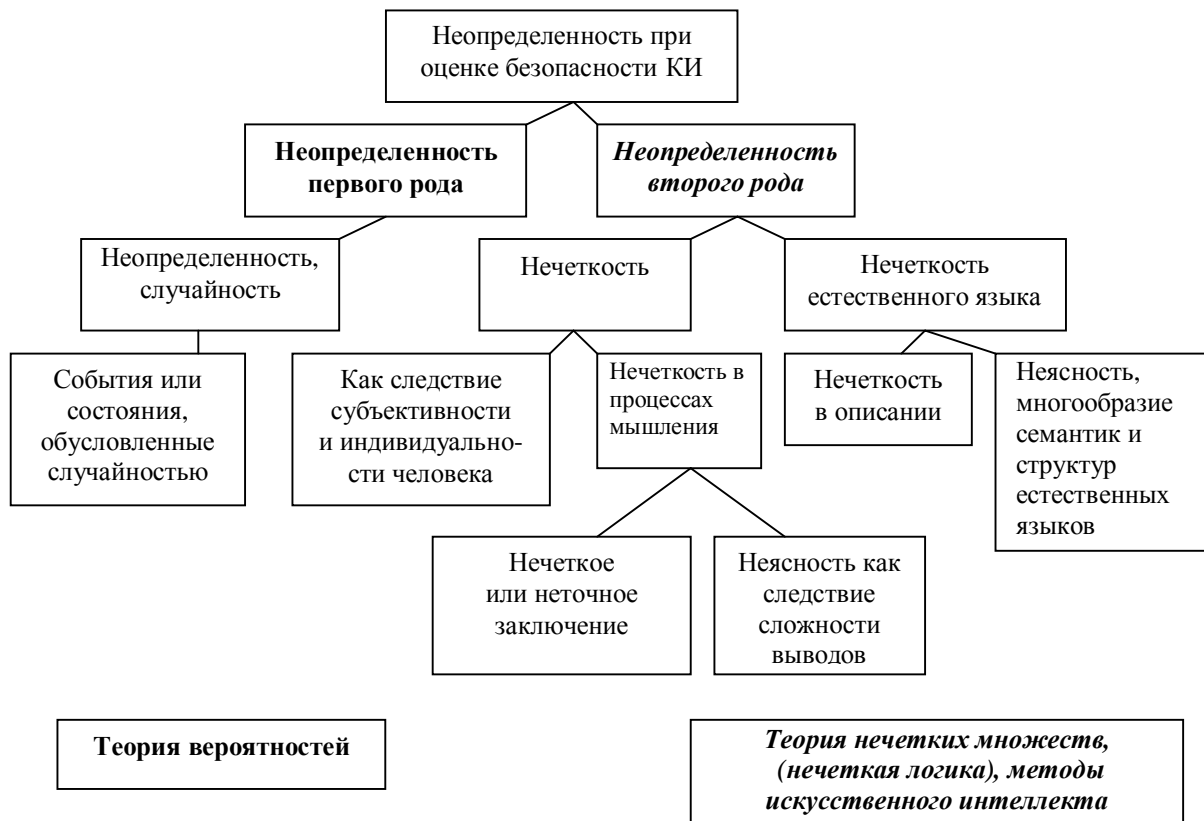 Неопределенность при
оценке безопасности КИ
Неопределенность
первого рода
Неопределенность
второго рода
Неопределенность,
случайность
Нечеткость
Нечеткость
естественного языка
События или
состояния,
обусловленные
случайностью
Как следствие
субъективности
и индивидуально-
сти человека
Нечеткость в
процессах
мышления
Нечеткость
в описании
Неясность,
многообразие
семантик и
структур
естественных
языков
Нечеткое
или неточное
заключение
Неясность как
следствие
сложности
выводов
Теория вероятностей
Теория нечетких множеств,
(нечеткая логика), методы
искусственного интеллекта